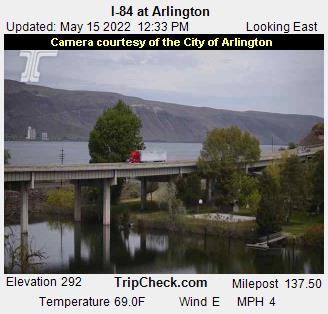 I-84 at Arlington
Updated: May 15 2022 12:33 PM Looking East
Camera courtesy of the City of Arlington
Elevation 292 TripCheck.com Milepost 137.50
Temperature 69.0F Wind E MPH 4